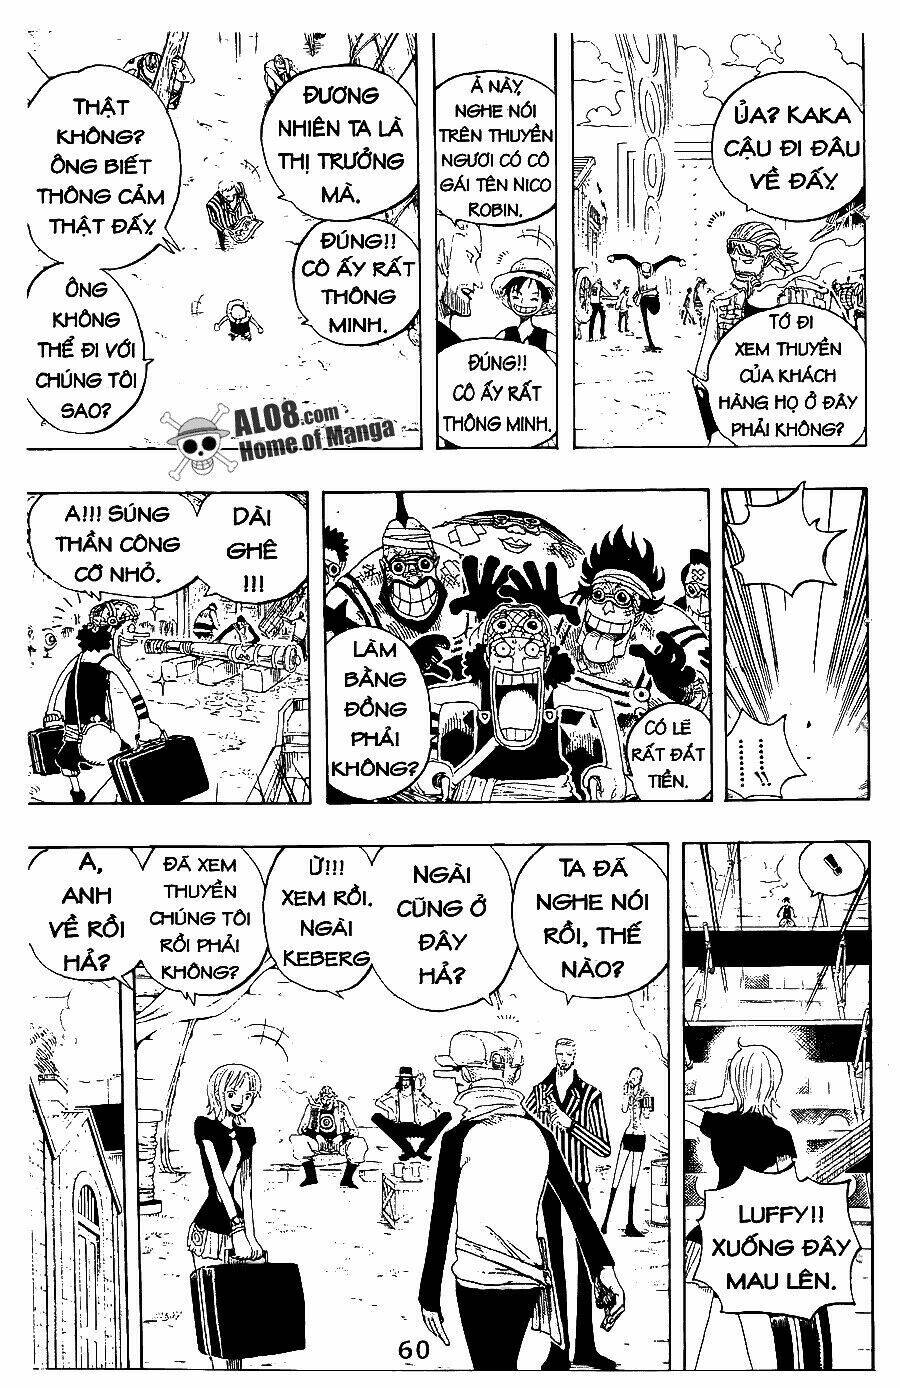 ỦA? KAKA
CẬU ĐI ĐÂU
VỀ ĐẤY.
TỚ ĐI
XEM THUYỀN
CỦA KHÁCH
HÀNG HỌ Ở ĐÂY
PHẢI KHÔNG?
À NÀY,
NGHE NÓI
TRÊN THUYỀN
NGƯƠI CÓ CÔ
GÁI TÊN NICO
ROBIN.
ĐÚNG!!
CÔ ẤY RẤT
THÔNG MINH.
ĐƯƠNG
NHIÊN TA LÀ
THỊ TRƯỞNG
MÀ.
ĐÚNG!!
CÔ ẤY RẤT
THÔNG
MINH.
THẬT
KHÔNG?
ÔNG BIẾT
THÔNG CẢM
THẬT ĐẤY.
ÔNG
KHÔNG
THỂ ĐI VỚI
CHÚNG TÔI
SAO?
AL08.com
Home of Manga
......!!
LÀM
BẰNG
ĐỒNG
PHẢI
KHÔNG?
CÓ LẼ
RẤT ĐẮT
TIỀN.
DÀI
GHÊ
!!!
A!!! SÚNG
THẦN CÔNG
CỠ NHỎ.
!
LUFFY!!
XUỐNG ĐÂY
MAU LÊN.
TA ĐÃ
NGHE NÓI
RỒI, THẾ
NÀO?
NGÀI
CŨNG Ở
ĐÂY
HẢ?
Ừ!!!
XEM RỒI.
NGÀI
KEBERG
ĐÃ XEM
THUYỀN
CHÚNG TÔI
RỒI PHẢI
KHÔNG?
A,
ANH
VỀ RỒI
HẢ?
60